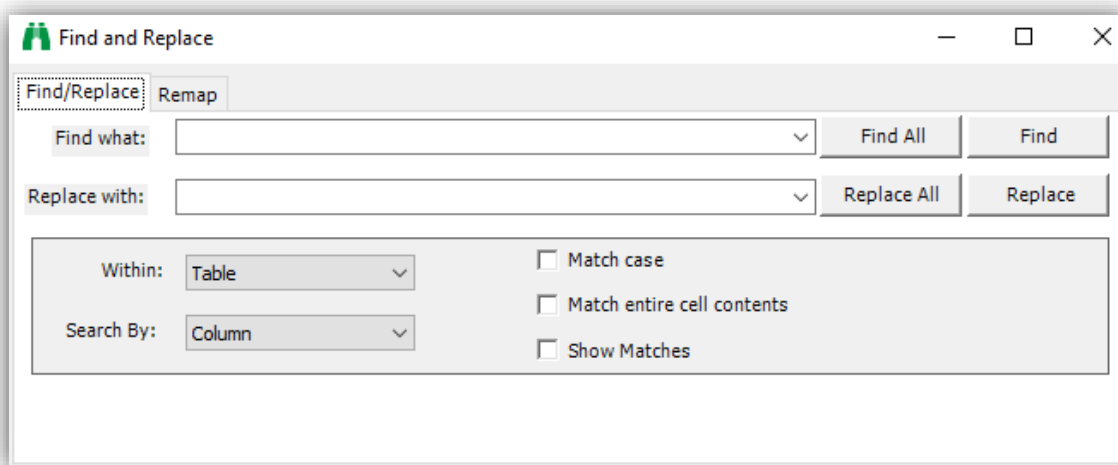 Find and Replace
Find/Replace Remap
Find what: Find All Find
Replace with: Replace All Replace
Within: Table Match case
Match entire cell contents
Search By: Column
Show Matches